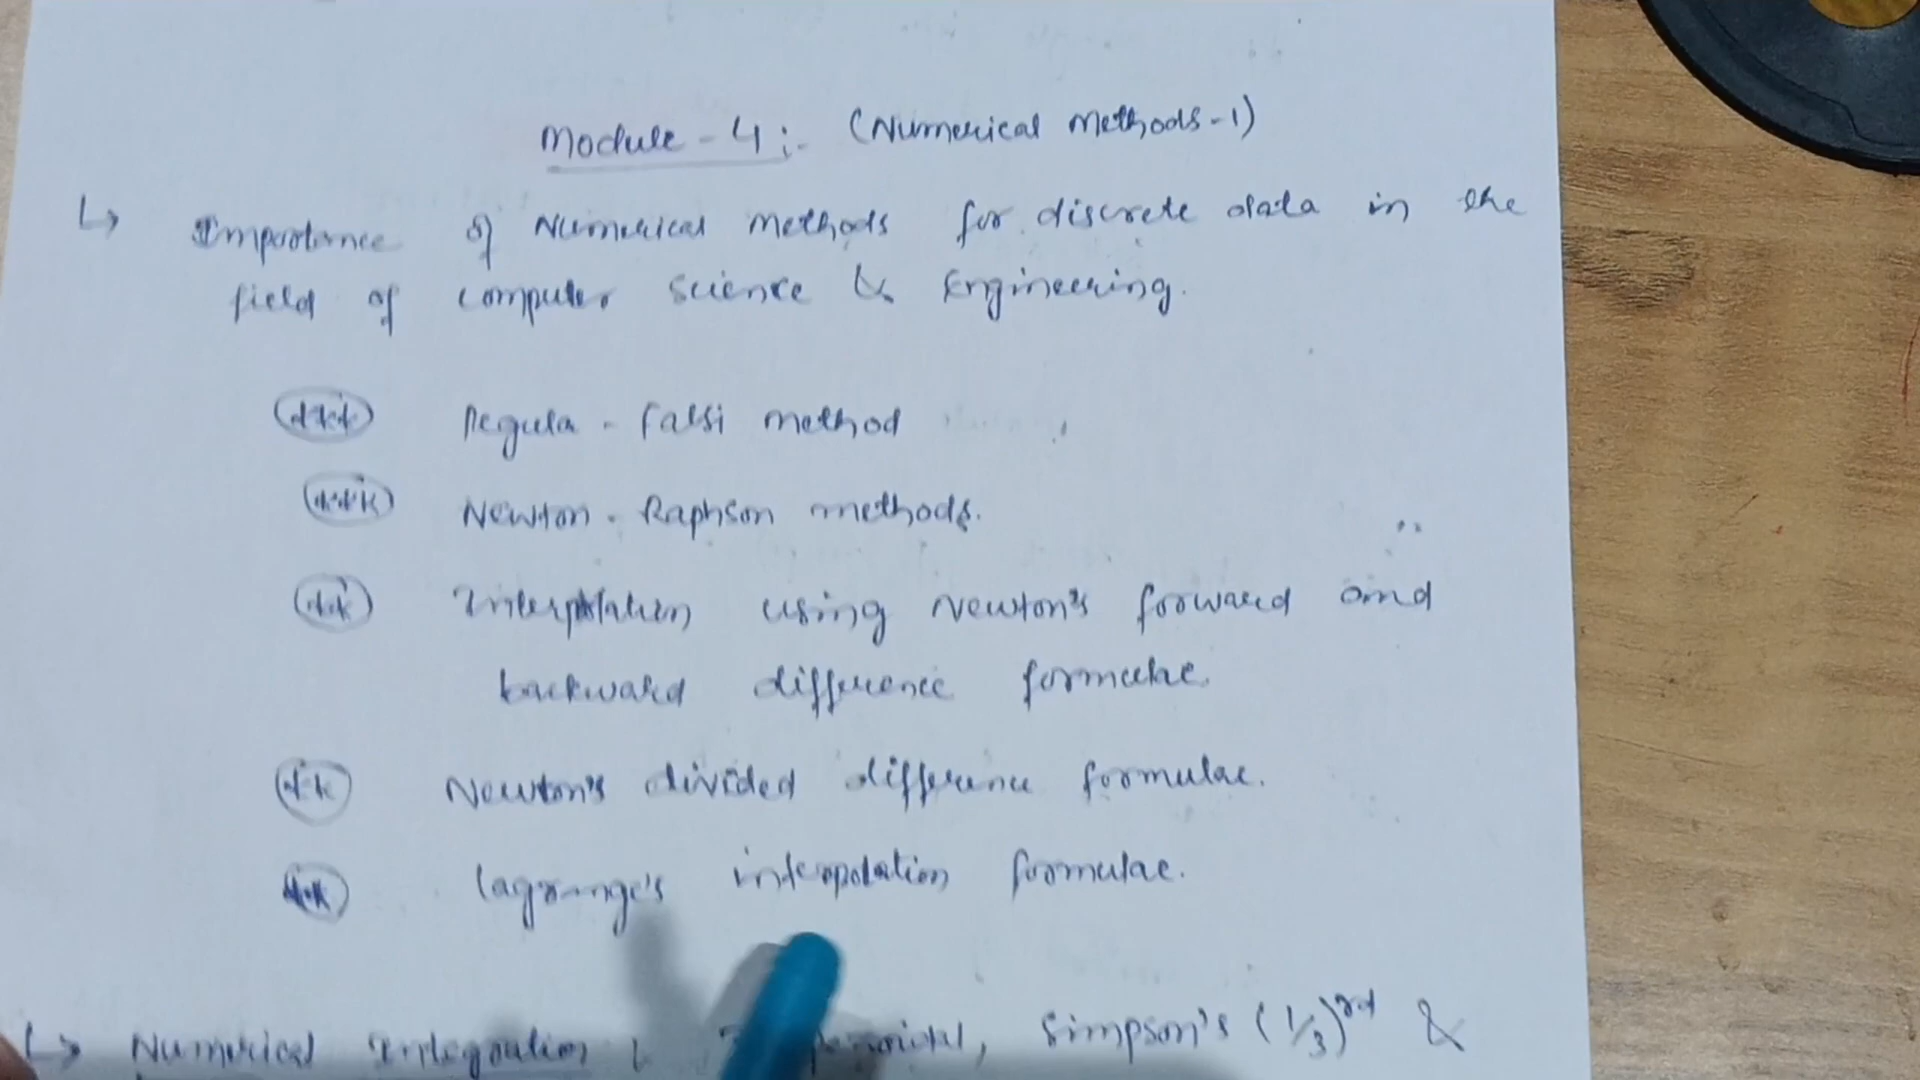 Module - 4 :- (Numerical Methods-1)
↳ Importance of Numerical Methods for discrete data in the
field of computer science & Engineering.
*** Regula - Falsi method
*** Newton - Raphson methods.
** Interpolation using Newton's forward and
backward difference formulae.
** Newton's divided difference formulae.
** Lagrange's interpolation formulae.
↳ Numerical Integration Simpson's (1/3)rd &